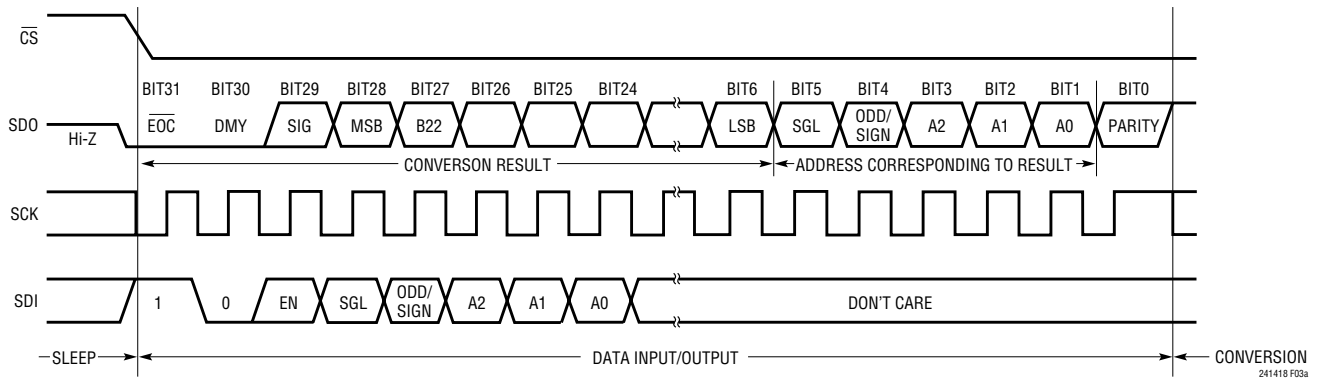 CS
BIT31 BIT30 BIT29 BIT28 BIT27 BIT26 BIT25 BIT24 BIT6 BIT5 BIT4 BIT3 BIT2 BIT1 BIT0
SDO Hi-Z EOC DMY SIG MSB B22 LSB SGL ODD/SIGN A2 A1 A0 PARITY
CONVERSON RESULT ADDRESS CORRESPONDING TO RESULT
SCK
SDI 1 0 EN SGL ODD/SIGN A2 A1 A0 DON'T CARE
SLEEP DATA INPUT/OUTPUT CONVERSION
241418 F03a